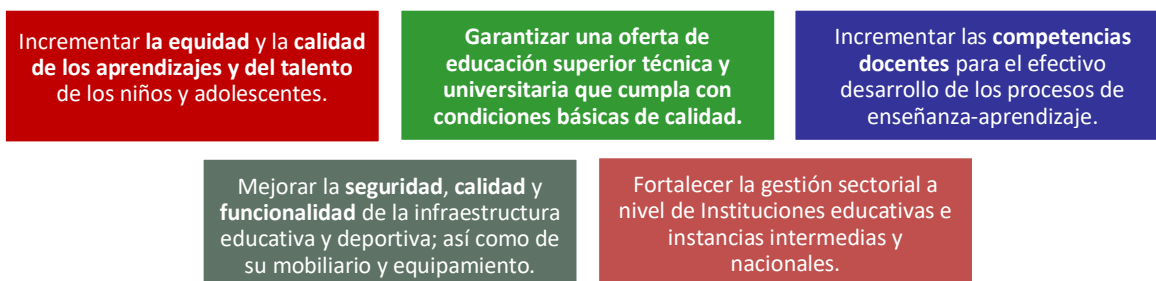 Incrementar la equidad y la calidad
de los aprendizajes y del talento
de los niños y adolescentes.
Garantizar una oferta de
educación superior técnica y
universitaria que cumpla con
condiciones básicas de calidad.
Incrementar las competencias
docentes para el efectivo
desarrollo de los procesos de
enseñanza-aprendizaje.
Mejorar la seguridad, calidad y
funcionalidad de la infraestructura
educativa y deportiva; así como de
su mobiliario y equipamiento.
Fortalecer la gestión sectorial a
nivel de Instituciones educativas e
instancias intermedias y
nacionales.